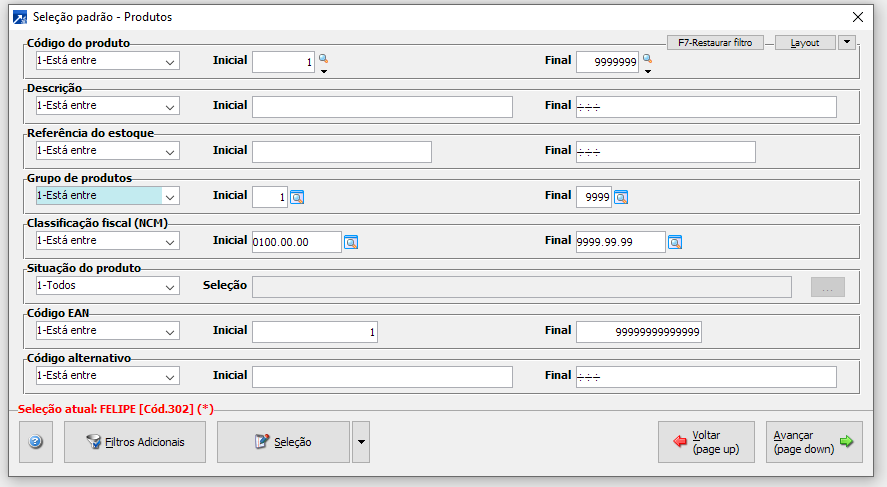 Seleção padrão - Produtos
Código do produto
F7-Restaurar filtro
Layout
1-Está entre Inicial 1 Final 9999999
Descrição
1-Está entre Inicial Final ÷÷÷
Referência do estoque
1-Está entre Inicial Final ÷÷÷
Grupo de produtos
1-Está entre Inicial 1 Final 9999
Classificação fiscal (NCM)
1-Está entre Inicial 0100.00.00 Final 9999.99.99
Situação do produto
1-Todos Seleção ...
Código EAN
1-Está entre Inicial 1 Final 99999999999999
Código alternativo
1-Está entre Inicial Final ÷÷÷
Seleção atual: FELIPE [Cód.302] (*)
? Filtros Adicionais Seleção
Voltar
(page up)
Avançar
(page down)